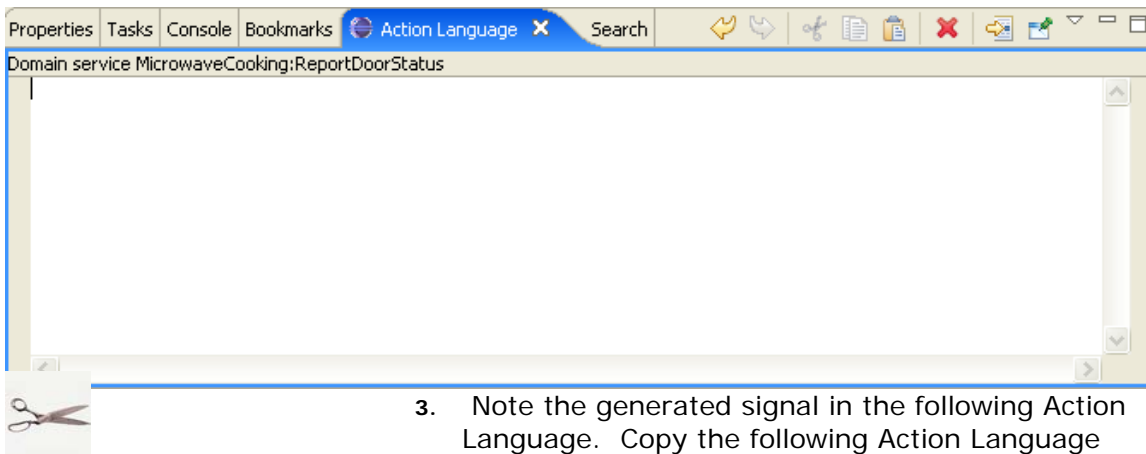 Properties Tasks Console Bookmarks Action Language Search
Domain service MicrowaveCooking:ReportDoorStatus
3. Note the generated signal in the following Action
Language. Copy the following Action Language